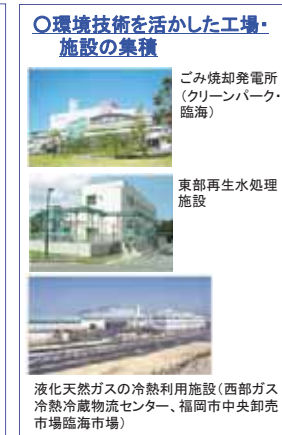 〇環境技術を活かした工場・
施設の集積
ごみ焼却発電所
(クリーンパーク・
臨海)
東部再生水処理
施設
液化天然ガスの冷熱利用施設(西部ガス
冷熱冷蔵物流センター、福岡市中央卸売
市場臨海市場)